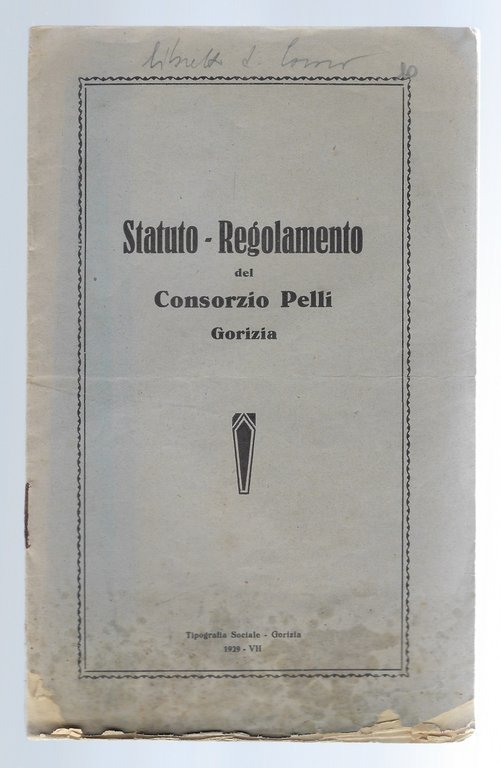 Statuto - Regolamento
del
Consorzio Pelli
Gorizia
Tipografia Sociale - Gorizia
1929 - VII